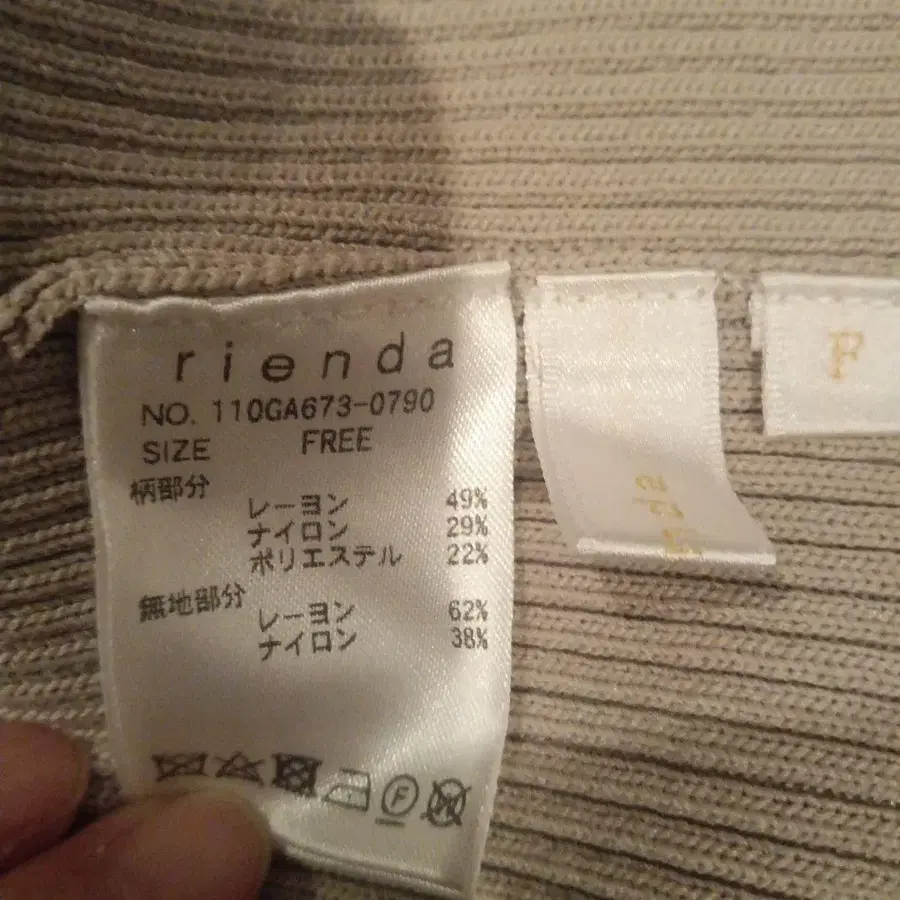 rienda
NO. 110GA673-0790
SIZE FREE
柄部分
レーヨン 49%
ナイロン 29%
ポリエステル 22%
無地部分
レーヨン 62%
ナイロン 38%
F
F